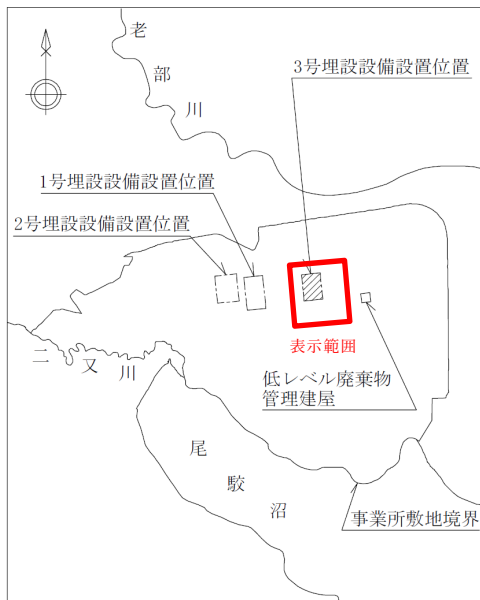 老部川
3号埋設設備設置位置
1号埋設設備設置位置
2号埋設設備設置位置
表示範囲
二又川
低レベル廃棄物
管理建屋
尾駮沼
事業所敷地境界